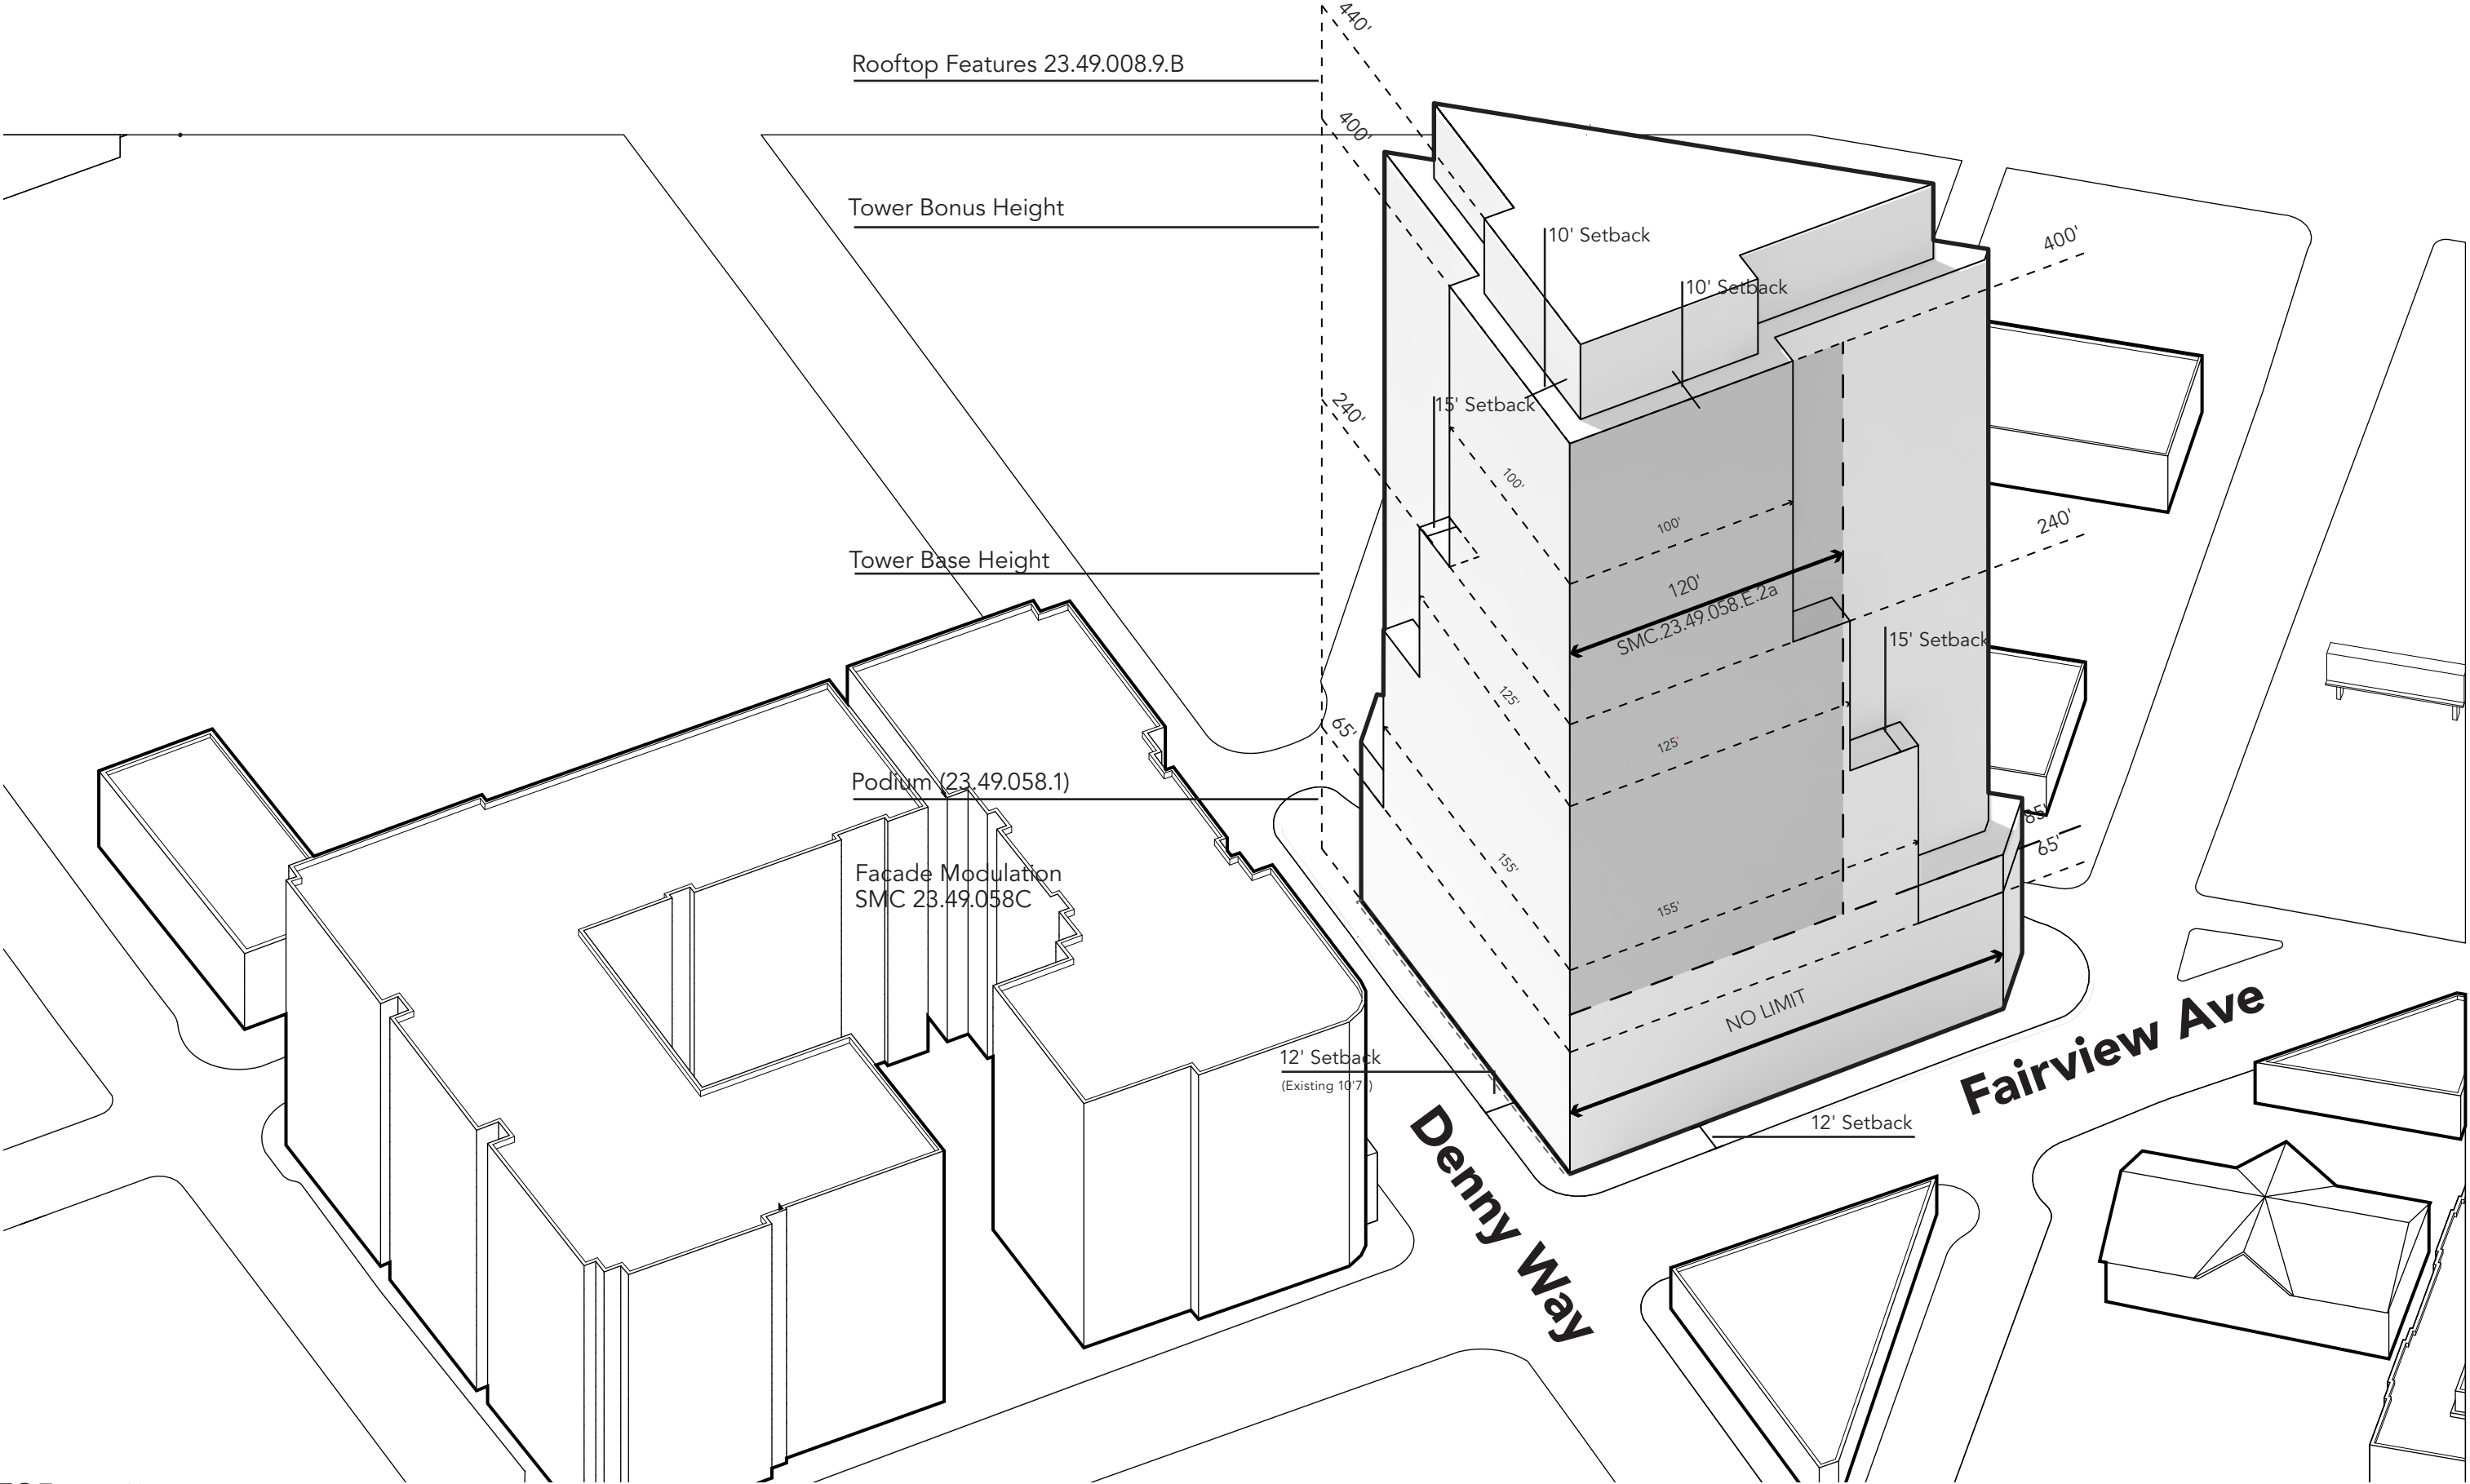 440'
Rooftop Features 23.49.008.9.B
400'
Tower Bonus Height
10' Setback
400'
10' Setback
240'
15' Setback
100'
100'
240'
Tower Base Height
120'
SMC.23.49.058.E.2a
15' Setback
125'
65'
125'
Podium (23.49.058.1)
85'
65'
155'
Facade Modulation
SMC 23.49.058C
155'
NO LIMIT
Fairview Ave
12' Setback
(Existing 10'7")
12' Setback
Denny Way